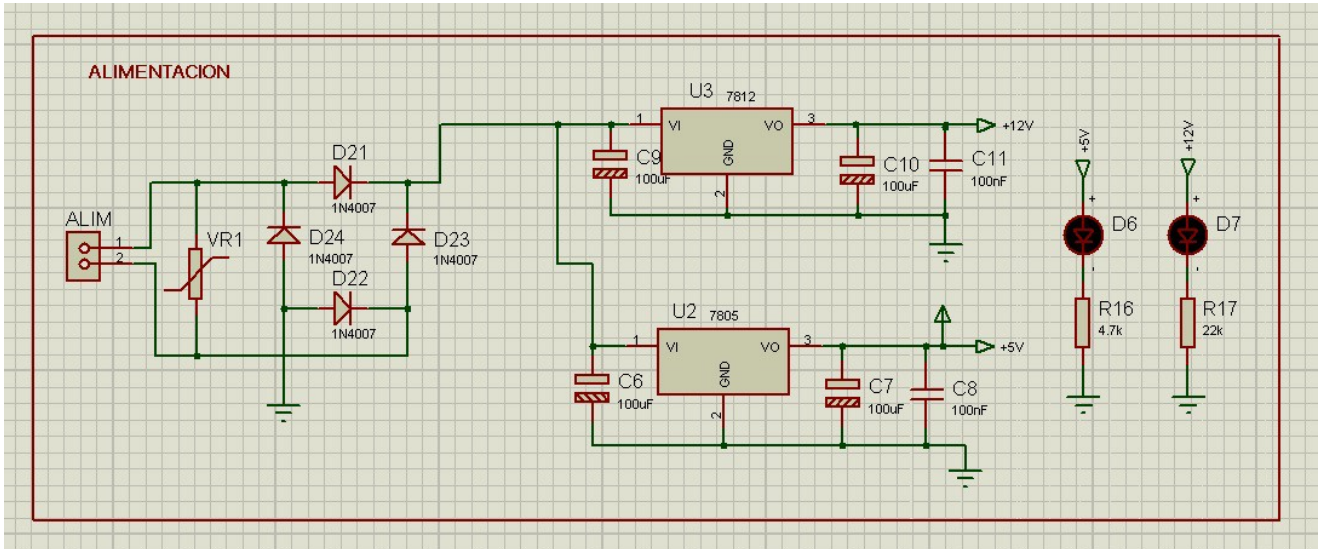 ALIMENTACION
ALIM
1
2
VR1
D21
1N4007
D24
1N4007
D23
1N4007
D22
1N4007
U3
7812
1
VI
VO
3
GND
2
C9
100uF
C10
100uF
C11
100nF
+12V
U2
7805
1
VI
VO
3
GND
2
C6
100uF
C7
100uF
C8
100nF
+5V
+5V
+
D6
-
R16
4.7k
+12V
+
D7
-
R17
22k